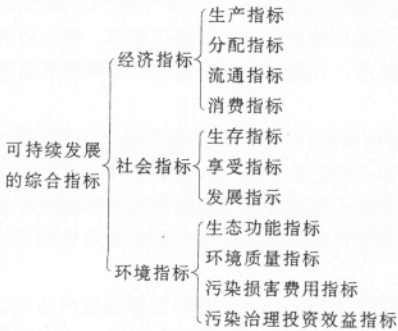 可持续发展
的综合指标
经济指标
生产指标
分配指标
流通指标
消费指标
社会指标
生存指标
享受指标
发展指示
环境指标
生态功能指标
环境质量指标
污染损害费用指标
污染治理投资效益指标